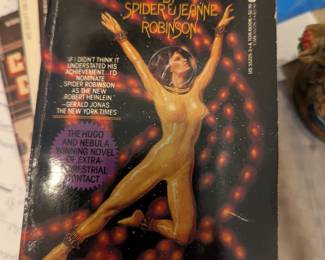 SPIDER & JEANNE
ROBINSON
"IF I DIDN'T THINK IT
UNDERSTATED HIS
ACHIEVEMENT...I'D
NOMINATE
SPIDER ROBINSON
AS THE NEW
ROBERT HEINLEIN."
—GERALD JONAS
THE NEW YORK TIMES
THE HUGO
AND NEBULA
WINNING NOVEL
OF EXTRA-
TERRESTRIAL
CONTACT